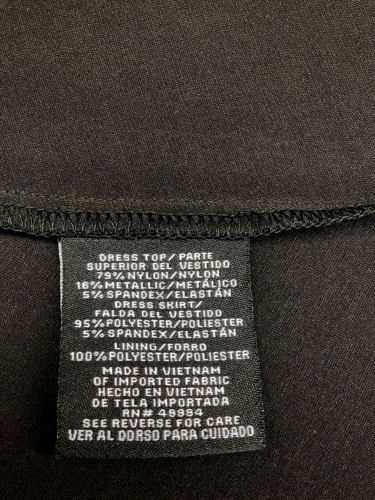 DRESS TOP/PARTE
SUPERIOR DEL VESTIDO
79% NYLON/NYLON
16% METALLIC/METÁLICO
5% SPANDEX/ELASTÁN
DRESS SKIRT/
FALDA DEL VESTIDO
95% POLYESTER/POLIESTER
5% SPANDEX/ELASTÁN
LINING/FORRO
100% POLYESTER/POLIESTER
MADE IN VIETNAM
OF IMPORTED FABRIC
HECHO EN VIETNAM
DE TELA IMPORTADA
RN# 49994
SEE REVERSE FOR CARE
VER AL DORSO PARA CUIDADO